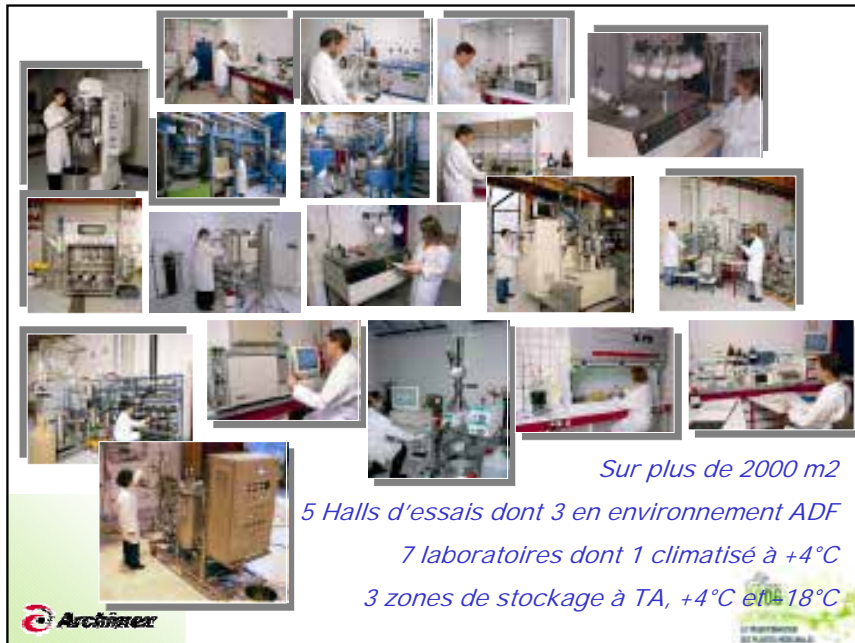 Sur plus de 2000 m2
5 Halls d'essais dont 3 en environnement ADF
7 laboratoires dont 1 climatisé à +4°C
3 zones de stockage à TA, +4°C et -18°C
Archimex